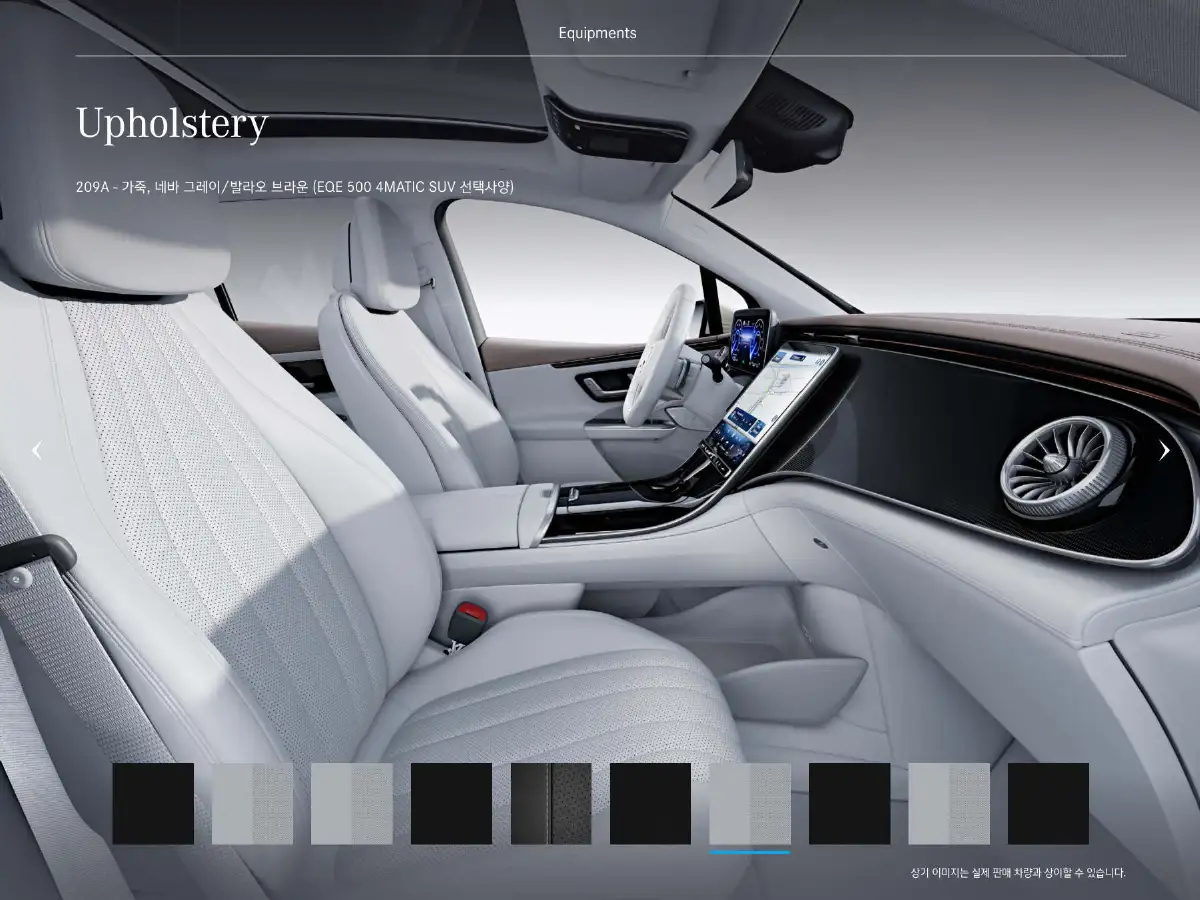 Equipments
Upholstery
209A - 가죽, 네바 그레이/발라오 브라운 (EQE 500 4MATIC SUV 선택사양)
상기 이미지는 실제 판매 차량과 상이할 수 있습니다.